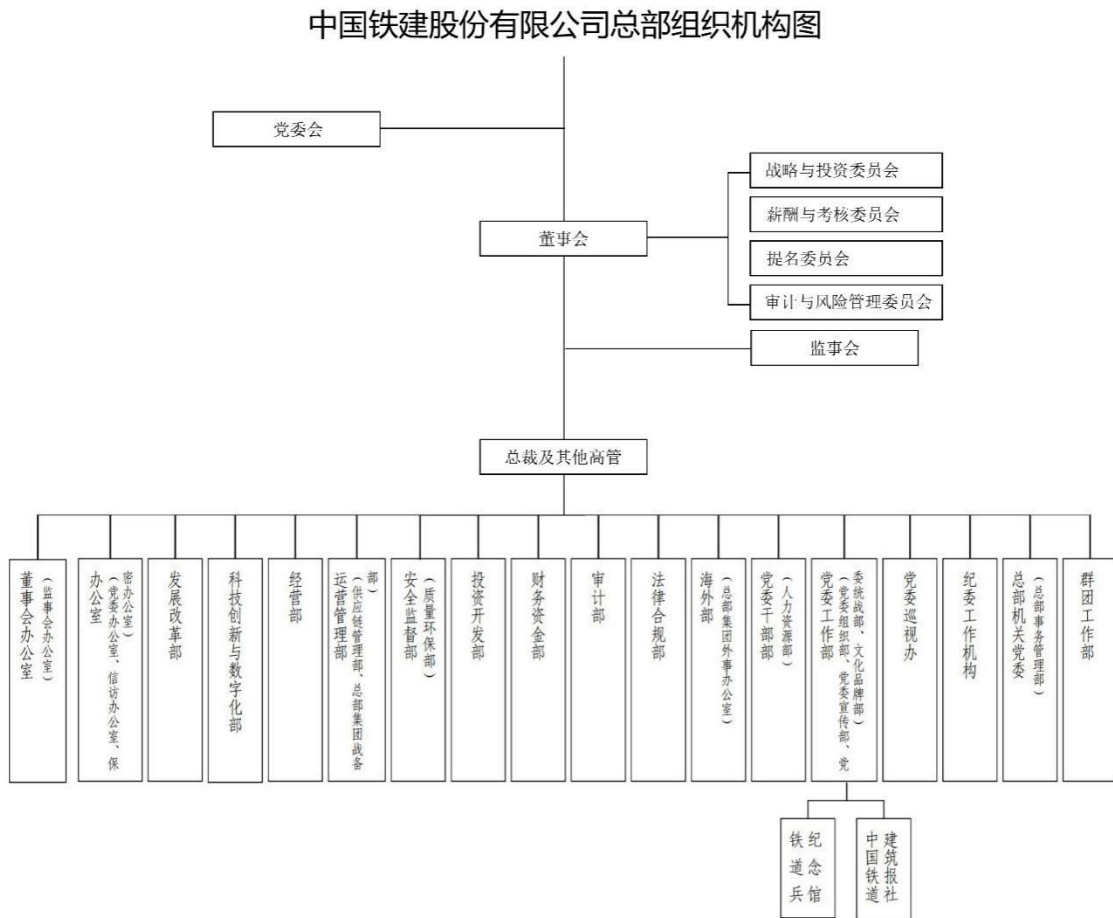 中国铁建股份有限公司总部组织机构图
党委会
战略与投资委员会
薪酬与考核委员会
董事会
提名委员会
审计与风险管理委员会
监事会
总裁及其他高管
董事会办公室
（监事会办公室）
办公室
（党委办公室、信访办公室、保
密办公室）
发展改革部
科技创新与数字化部
经营部
运营管理部
（供应链管理部、总部集团战备
部）
安全监督部
（质量环保部）
投资开发部
财务资金部
审计部
法律合规部
海外部
（总部集团外事办公室）
党委干部部
（人力资源部）
党委工作部
（党委组织部、党委宣传部、党
委统战部、文化品牌部）
党委巡视办
纪委工作机构
总部机关党委
（总部事务管理部）
群团工作部
铁道兵
纪念馆
中国铁道
建筑报社